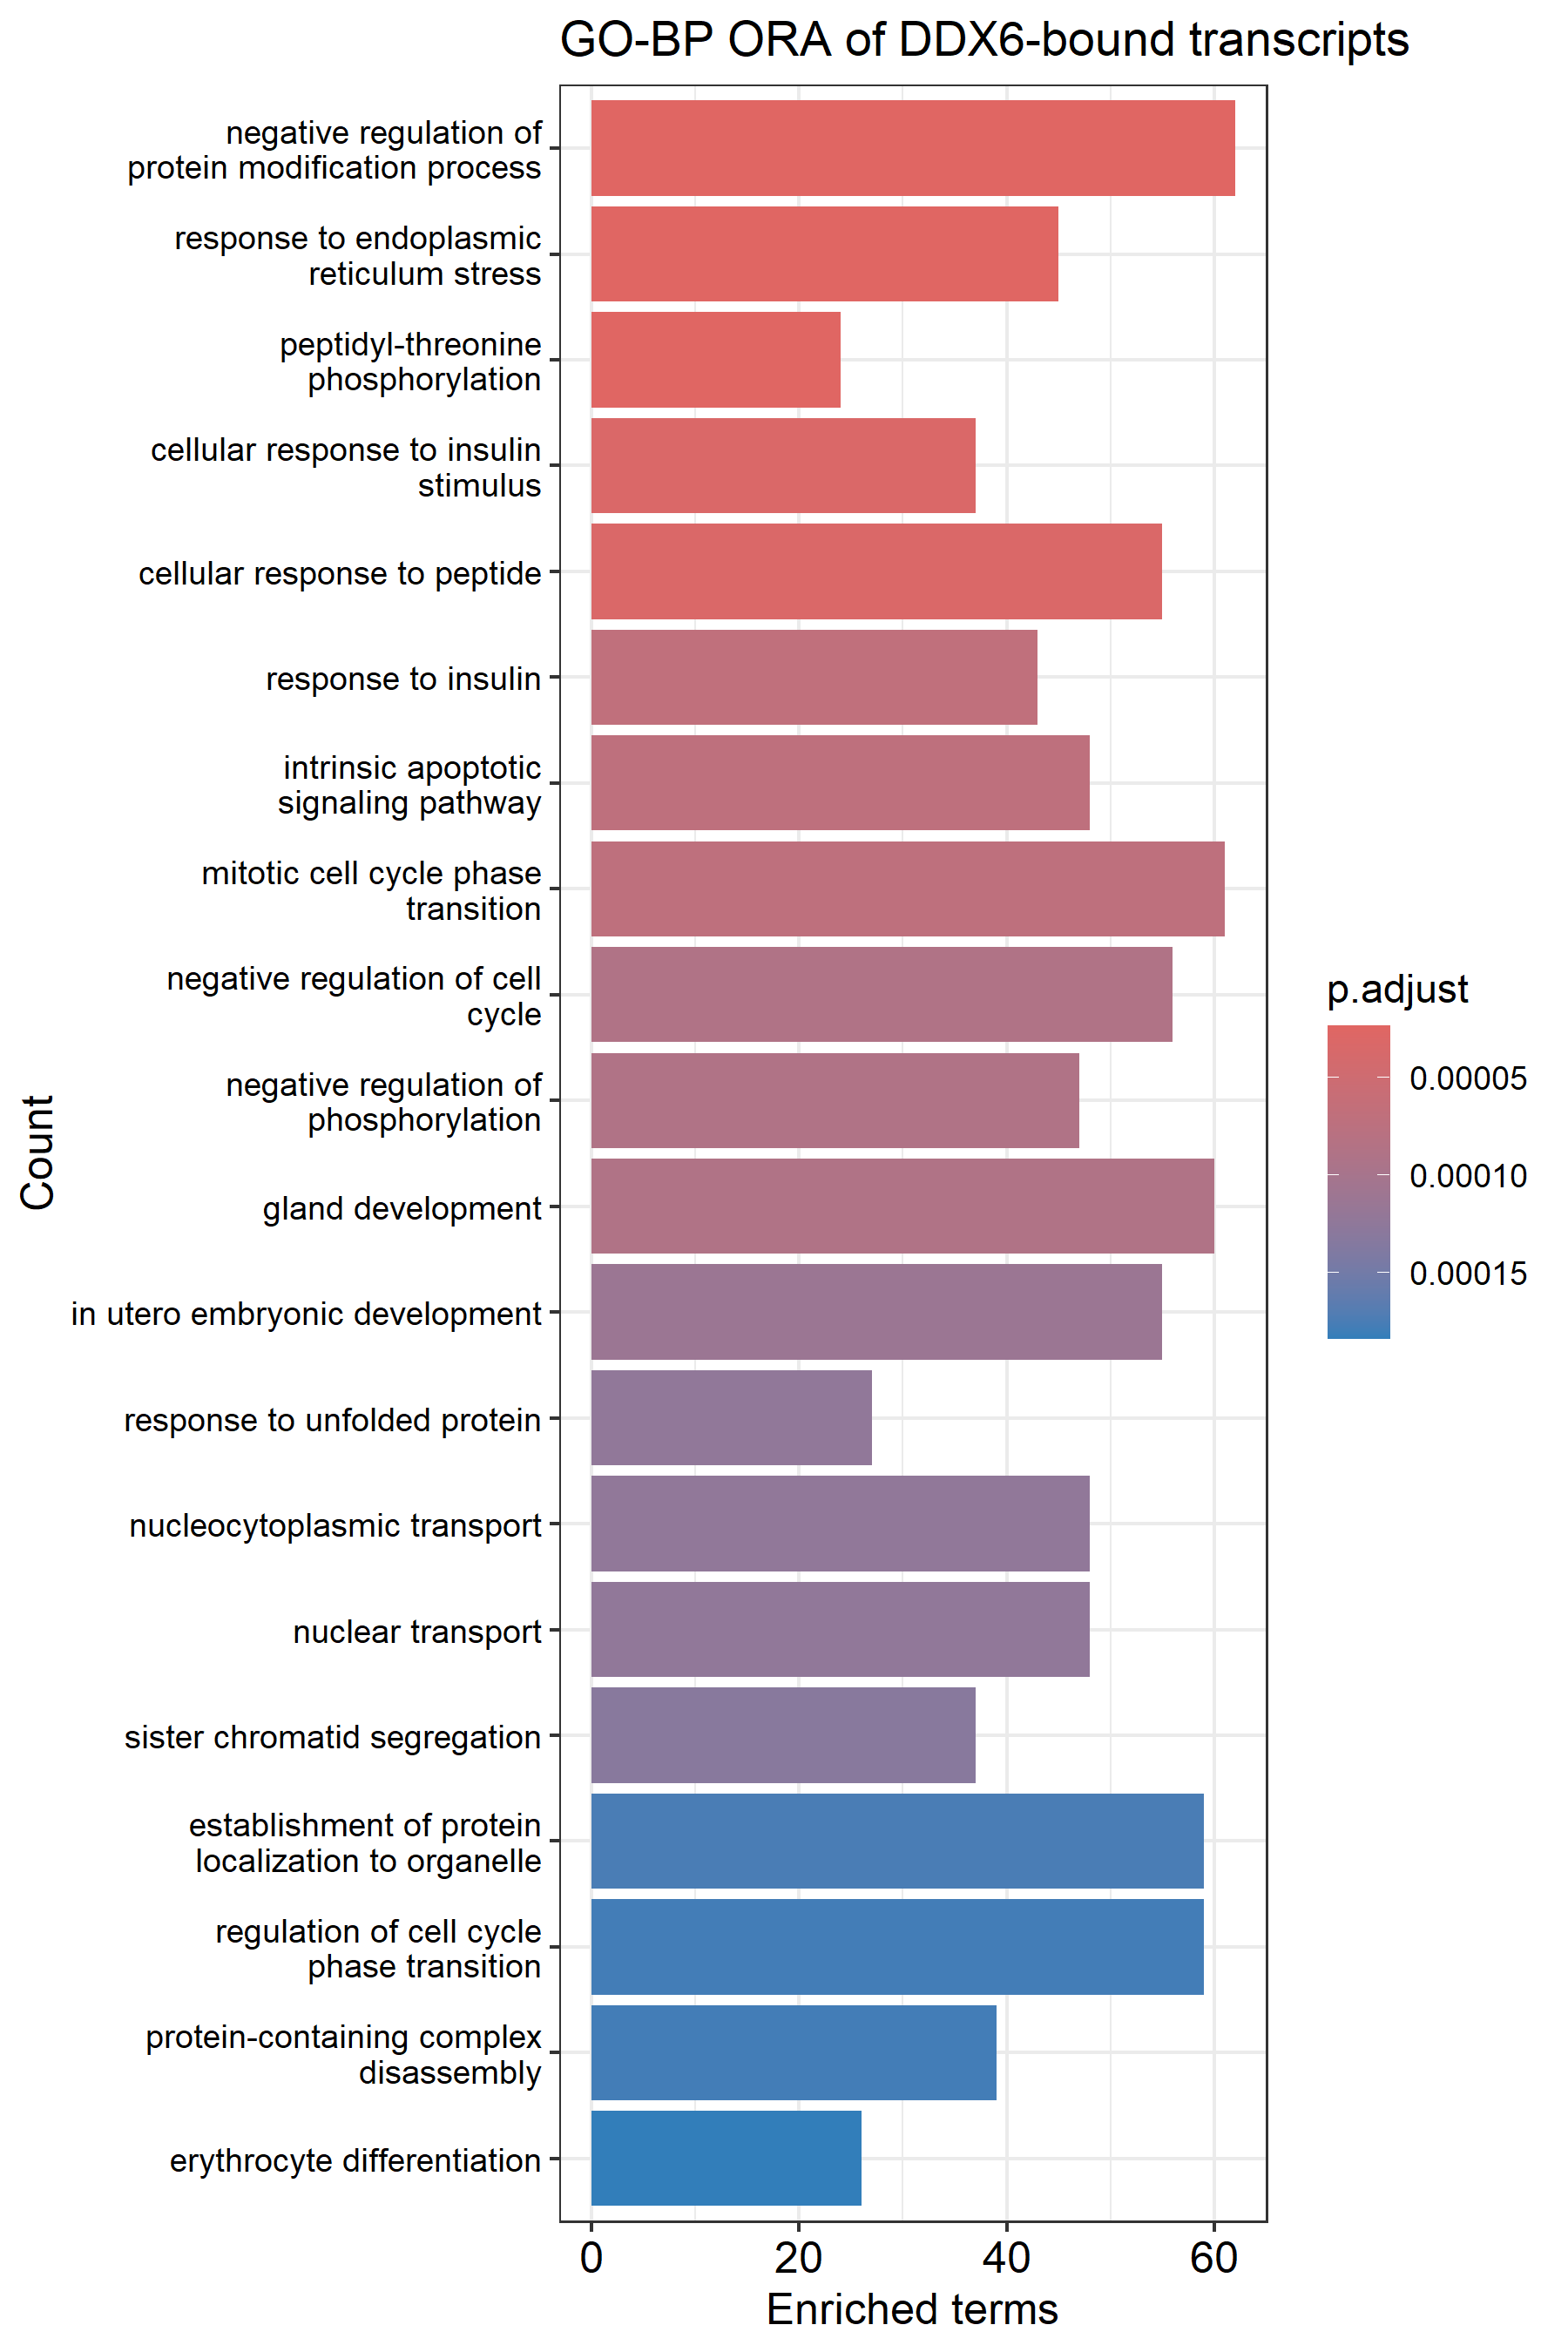 GO-BP ORA of DDX6-bound transcripts
negative regulation of
protein modification process
response to endoplasmic
reticulum stress
peptidyl-threonine
phosphorylation
cellular response to insulin
stimulus
cellular response to peptide
response to insulin
intrinsic apoptotic
signaling pathway
mitotic cell cycle phase
transition
negative regulation of cell
cycle
negative regulation of
phosphorylation
gland development
in utero embryonic development
response to unfolded protein
nucleocytoplasmic transport
nuclear transport
sister chromatid segregation
establishment of protein
localization to organelle
regulation of cell cycle
phase transition
protein-containing complex
disassembly
erythrocyte differentiation
Count
0 20 40 60
Enriched terms
p.adjust
0.00005
0.00010
0.00015